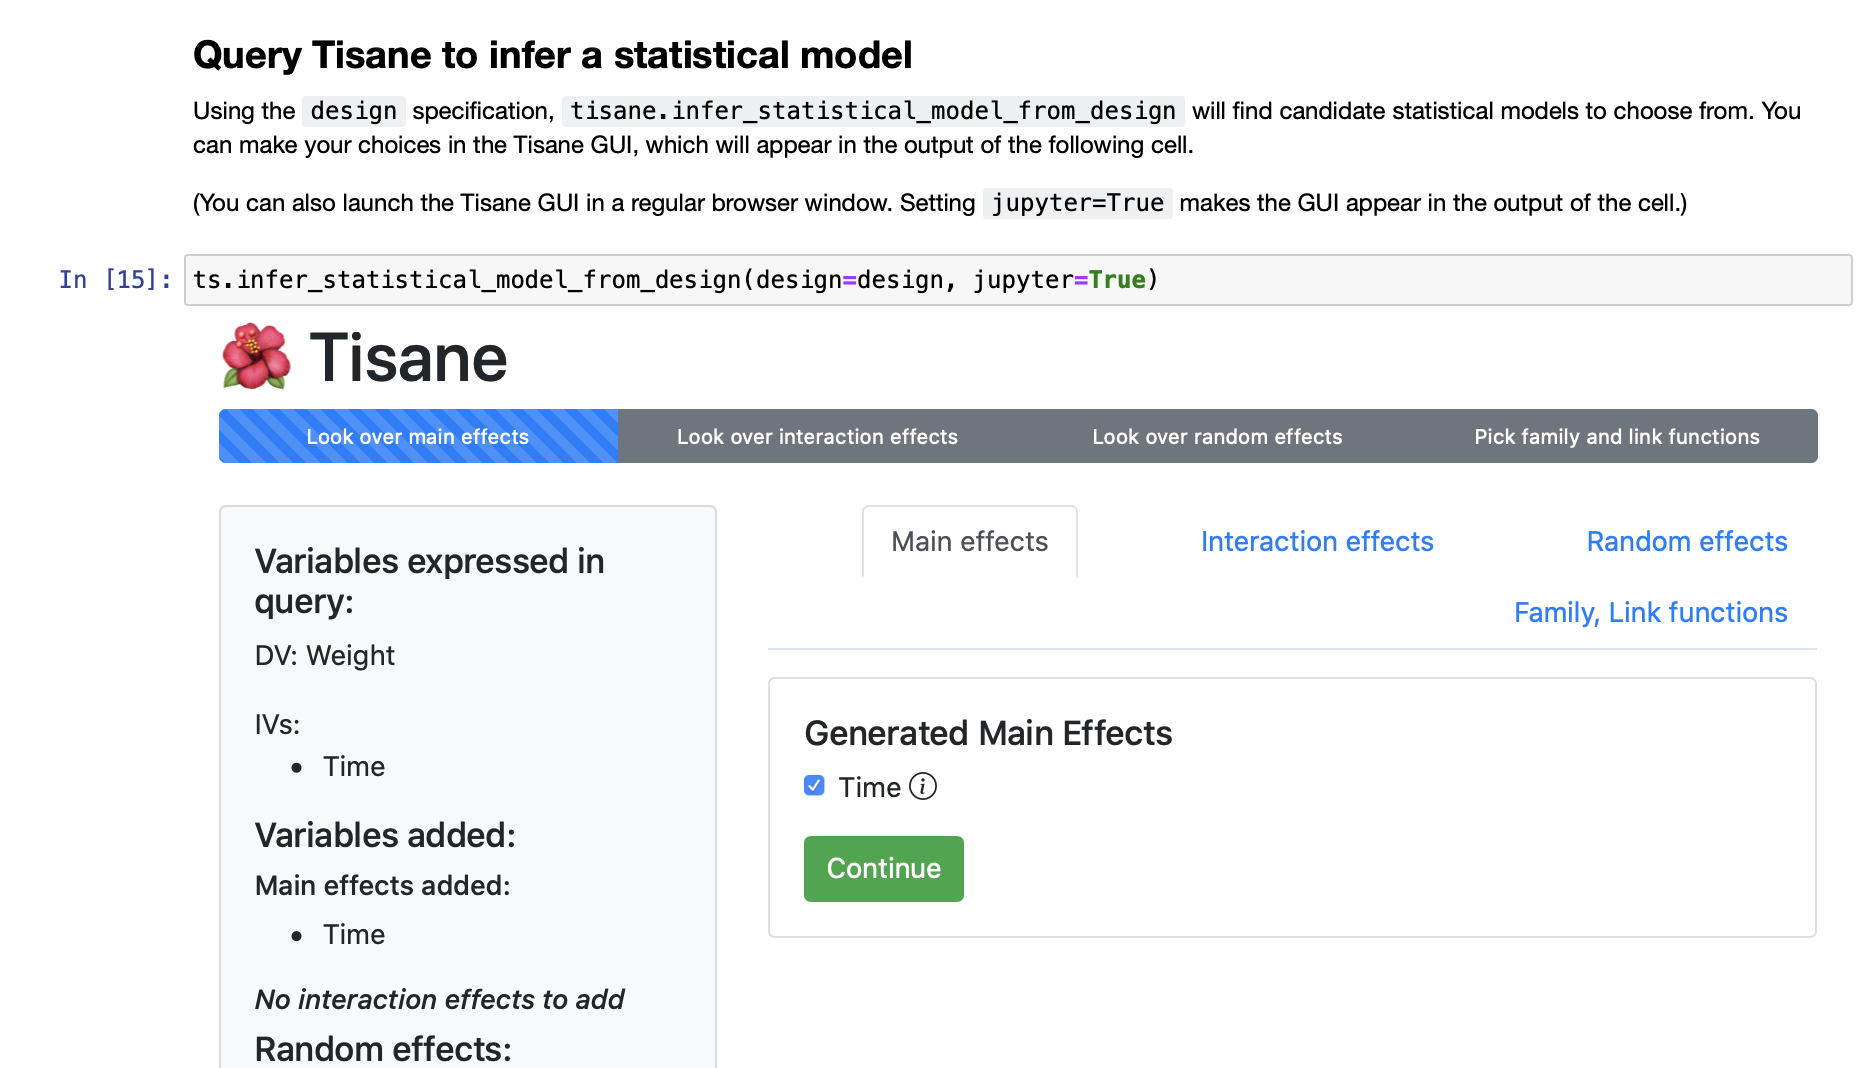 Query Tisane to infer a statistical model
Using the design specification, tisane.infer_statistical_model_from_design will find candidate statistical models to choose from. You
can make your choices in the Tisane GUI, which will appear in the output of the following cell.
(You can also launch the Tisane GUI in a regular browser window. Setting jupyter=True makes the GUI appear in the output of the cell.)
In [15]: ts.infer_statistical_model_from_design(design=design, jupyter=True)
Tisane
Look over main effects Look over interaction effects Look over random effects Pick family and link functions
Variables expressed in
query:
DV: Weight
IVs:
• Time
Variables added:
Main effects added:
• Time
No interaction effects to add
Random effects:
Main effects Interaction effects Random effects
Family, Link functions
Generated Main Effects
Time i
Continue